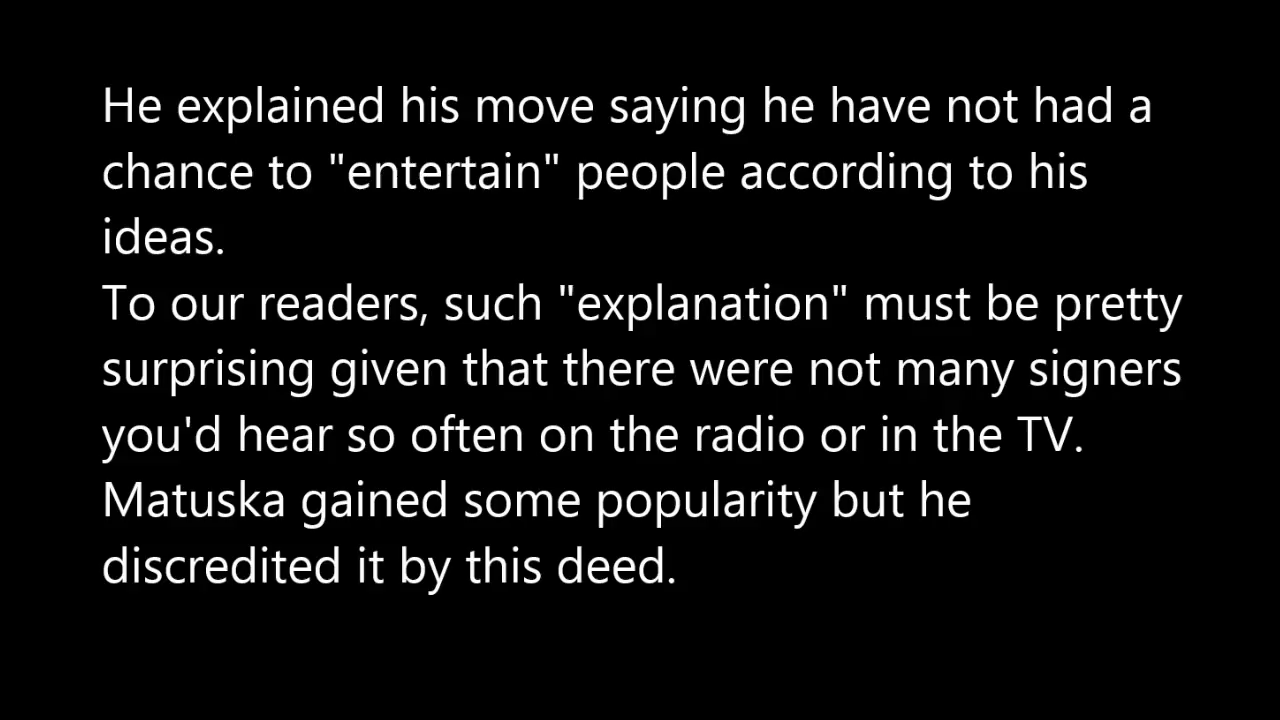 He explained his move saying he have not had a
chance to "entertain" people according to his
ideas.
To our readers, such "explanation" must be pretty
surprising given that there were not many signers
you'd hear so often on the radio or in the TV.
Matuska gained some popularity but he
discredited it by this deed.